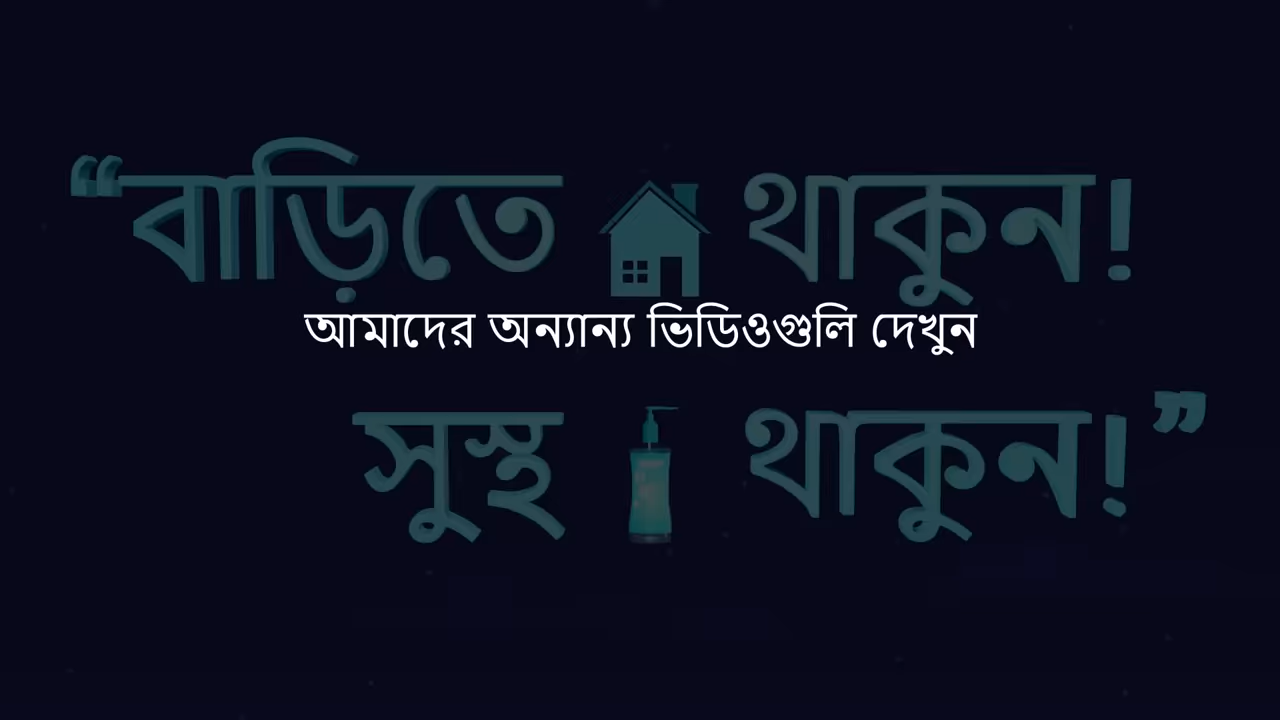 “বাড়িতে থাকুন!
আমাদের অন্যান্য ভিডিওগুলি দেখুন
সুস্থ থাকুন!”